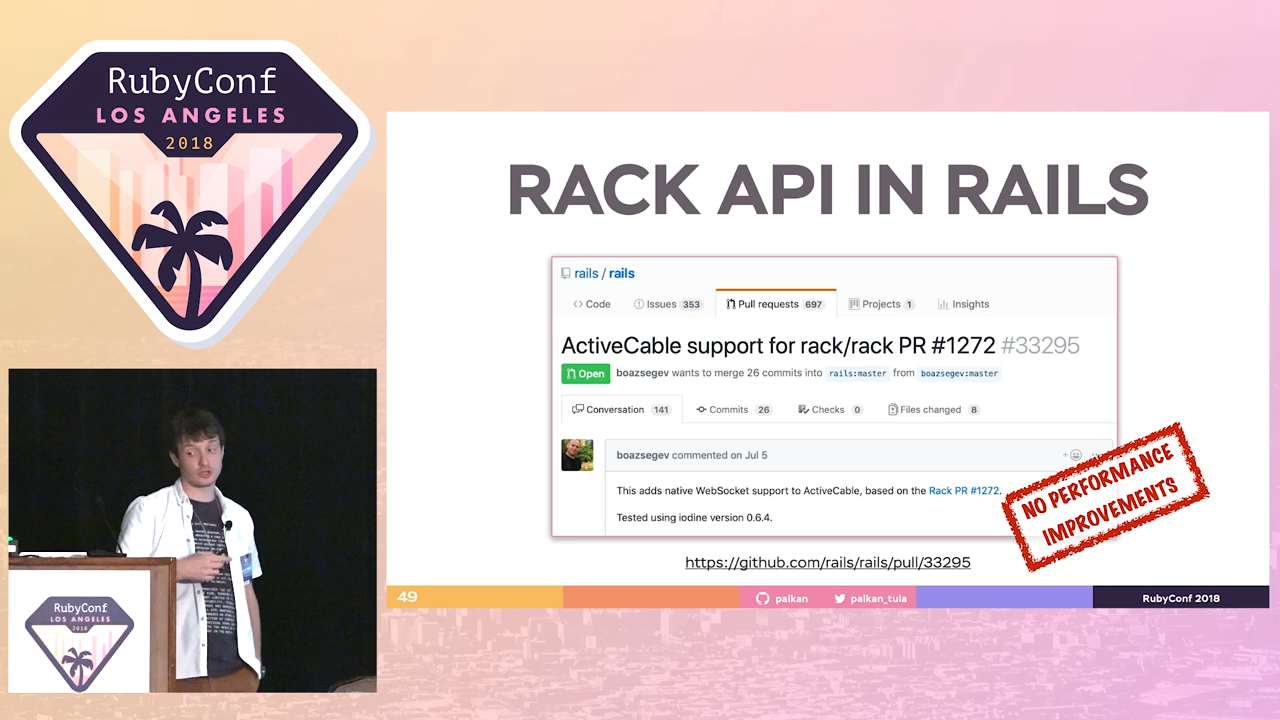 RubyConf
LOS ANGELES
2018
RACK API IN RAILS
rails / rails
Code Issues 353 Pull requests 697 Projects 1 Insights
ActiveCable support for rack/rack PR #1272 #33295
Open boazsegev wants to merge 26 commits into rails:master from boazsegev:master
Conversation 141 Commits 26 Checks 0 Files changed 8
boazsegev commented on Jul 5
This adds native WebSocket support to ActiveCable, based on the Rack PR #1272.
Tested using iodine version 0.6.4.
NO PERFORMANCE
IMPROVEMENTS
https://github.com/rails/rails/pull/33295
49 palkan palkan_tula RubyConf 2018
RubyConf
LOS ANGELES
2018